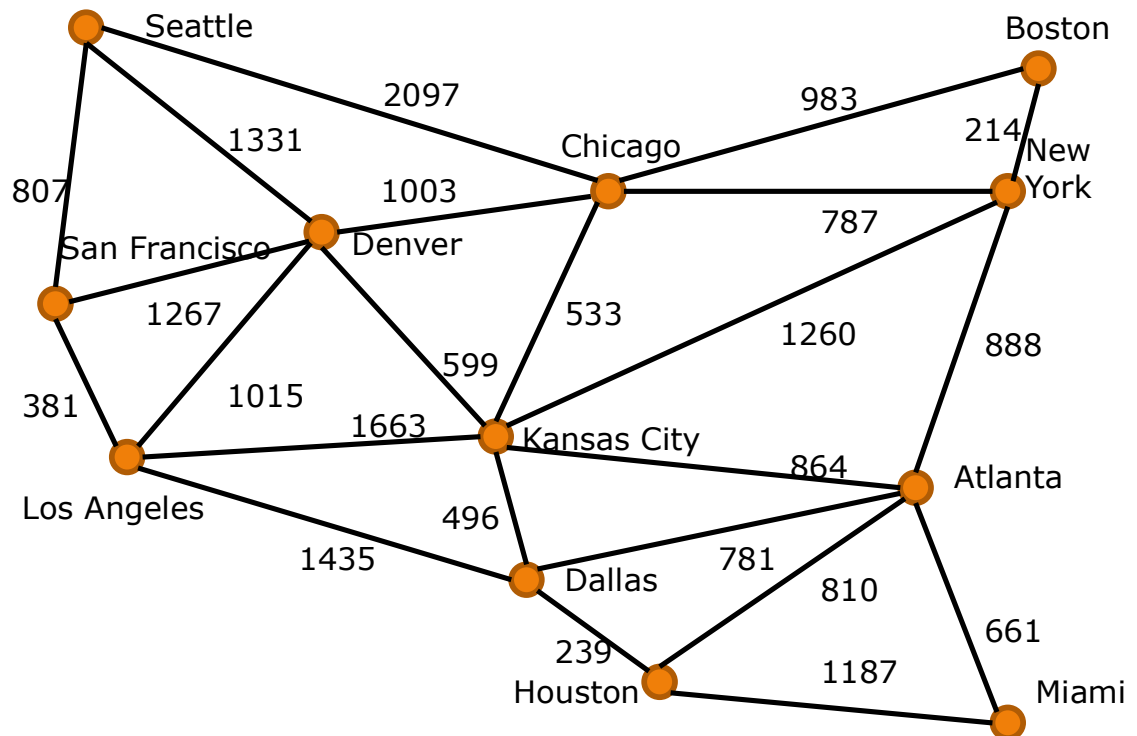 Seattle
Boston
2097
983
214
1331
Chicago
New
York
807
1003
787
San Francisco
Denver
1267
533
1260
888
599
381
1015
1663
Kansas City
864
Atlanta
Los Angeles
496
1435
781
Dallas
810
661
239
1187
Houston
Miami